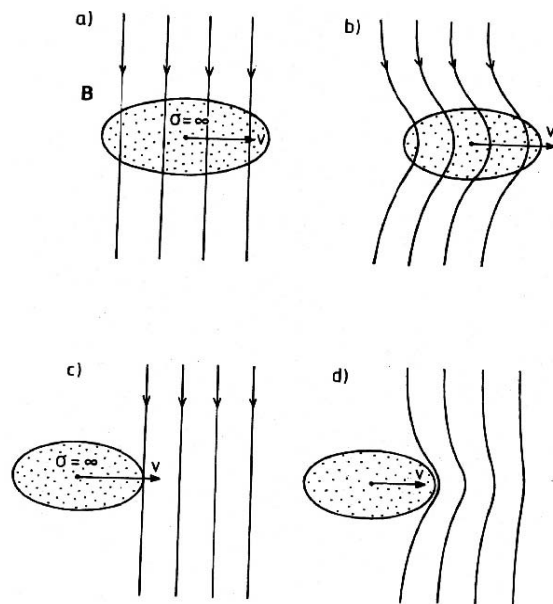 a)
b)
B
σ = ∞
v
v
c)
d)
σ = ∞
v
v